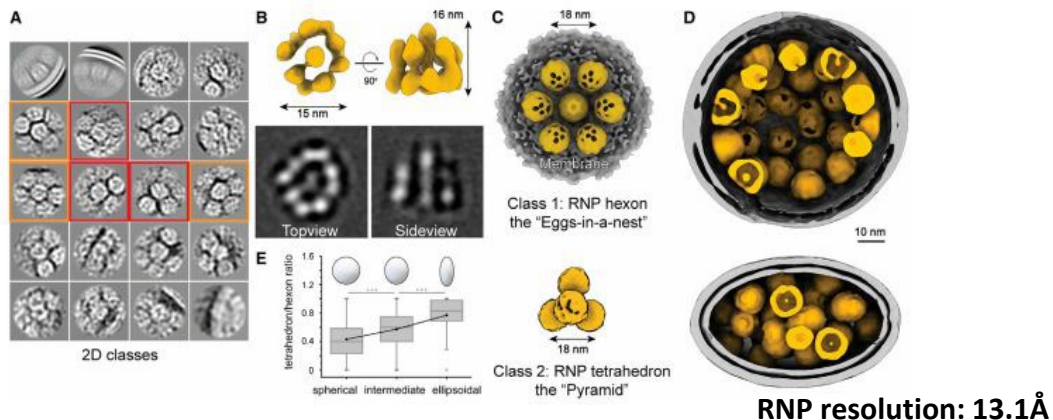 A
2D classes
B
16 nm
90°
15 nm
Topview
Sideview
C
18 nm
Membrane
Class 1: RNP hexon
the “Eggs-in-a-nest”
18 nm
Class 2: RNP tetrahedron
the “Pyramid”
D
10 nm
E
tetrahedron/hexon ratio
1.6
1.2
0.8
0.4
0
spherical intermediate ellipsoidal
RNP resolution: 13.1Å